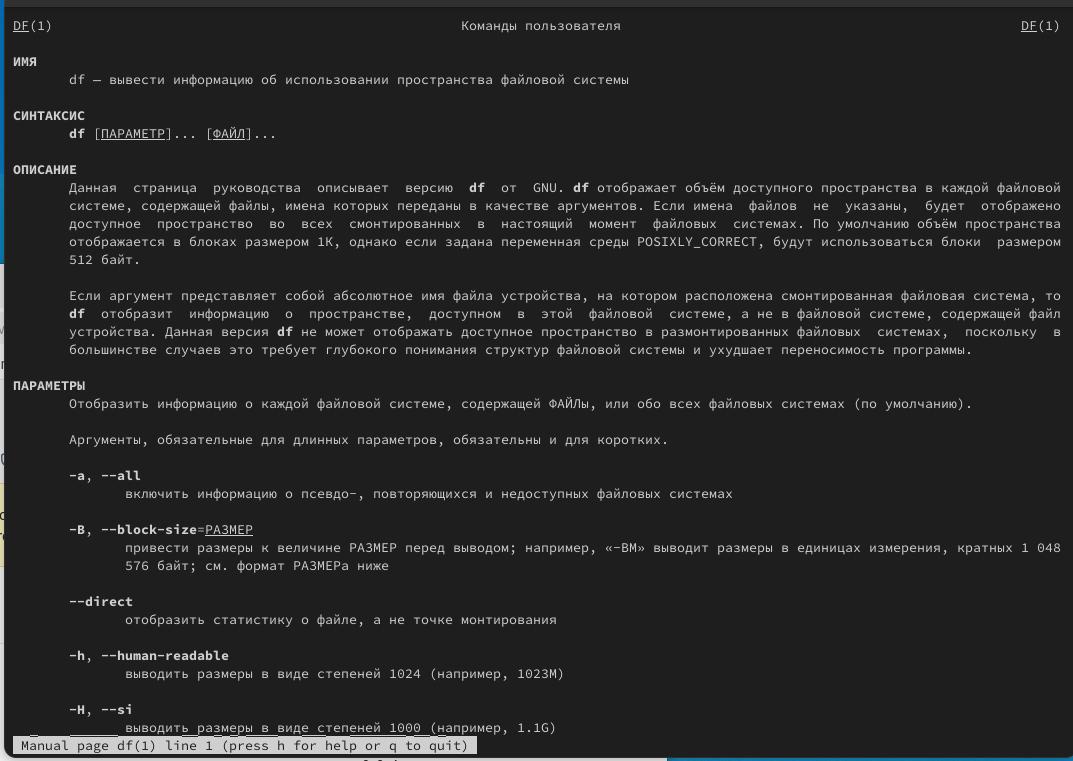 DF(1) Команды пользователя DF(1)
ИМЯ
df — вывести информацию об использовании пространства файловой системы
СИНТАКСИС
df [ПАРАМЕТР]... [ФАЙЛ]...
ОПИСАНИЕ
Данная страница руководства описывает версию df от GNU. df отображает объём доступного пространства в каждой файловой
системе, содержащей файлы, имена которых переданы в качестве аргументов. Если имена файлов не указаны, будет отображено
доступное пространство во всех смонтированных в настоящий момент файловых системах. По умолчанию объём пространства
отображается в блоках размером 1K, однако если задана переменная среды POSIXLY_CORRECT, будут использоваться блоки размером
512 байт.
Если аргумент представляет собой абсолютное имя файла устройства, на котором расположена смонтированная файловая система, то
df отобразит информацию о пространстве, доступном в этой файловой системе, а не в файловой системе, содержащей файл
устройства. Данная версия df не может отображать доступное пространство в размонтированных файловых системах, поскольку в
большинстве случаев это требует глубокого понимания структур файловой системы и ухудшает переносимость программы.
ПАРАМЕТРЫ
Отобразить информацию о каждой файловой системе, содержащей ФАЙЛы, или обо всех файловых системах (по умолчанию).
Аргументы, обязательные для длинных параметров, обязательны и для коротких.
-a, --all
включить информацию о псевдо-, повторяющихся и недоступных файловых системах
-B, --block-size=РАЗМЕР
привести размеры к величине РАЗМЕР перед выводом; например, «-BM» выводит размеры в единицах измерения, кратных 1 048
576 байт; см. формат РАЗМЕРа ниже
--direct
отобразить статистику о файле, а не точке монтирования
-h, --human-readable
выводить размеры в виде степеней 1024 (например, 1023M)
-H, --si
выводить размеры в виде степеней 1000 (например, 1.1G)
Manual page df(1) line 1 (press h for help or q to quit)